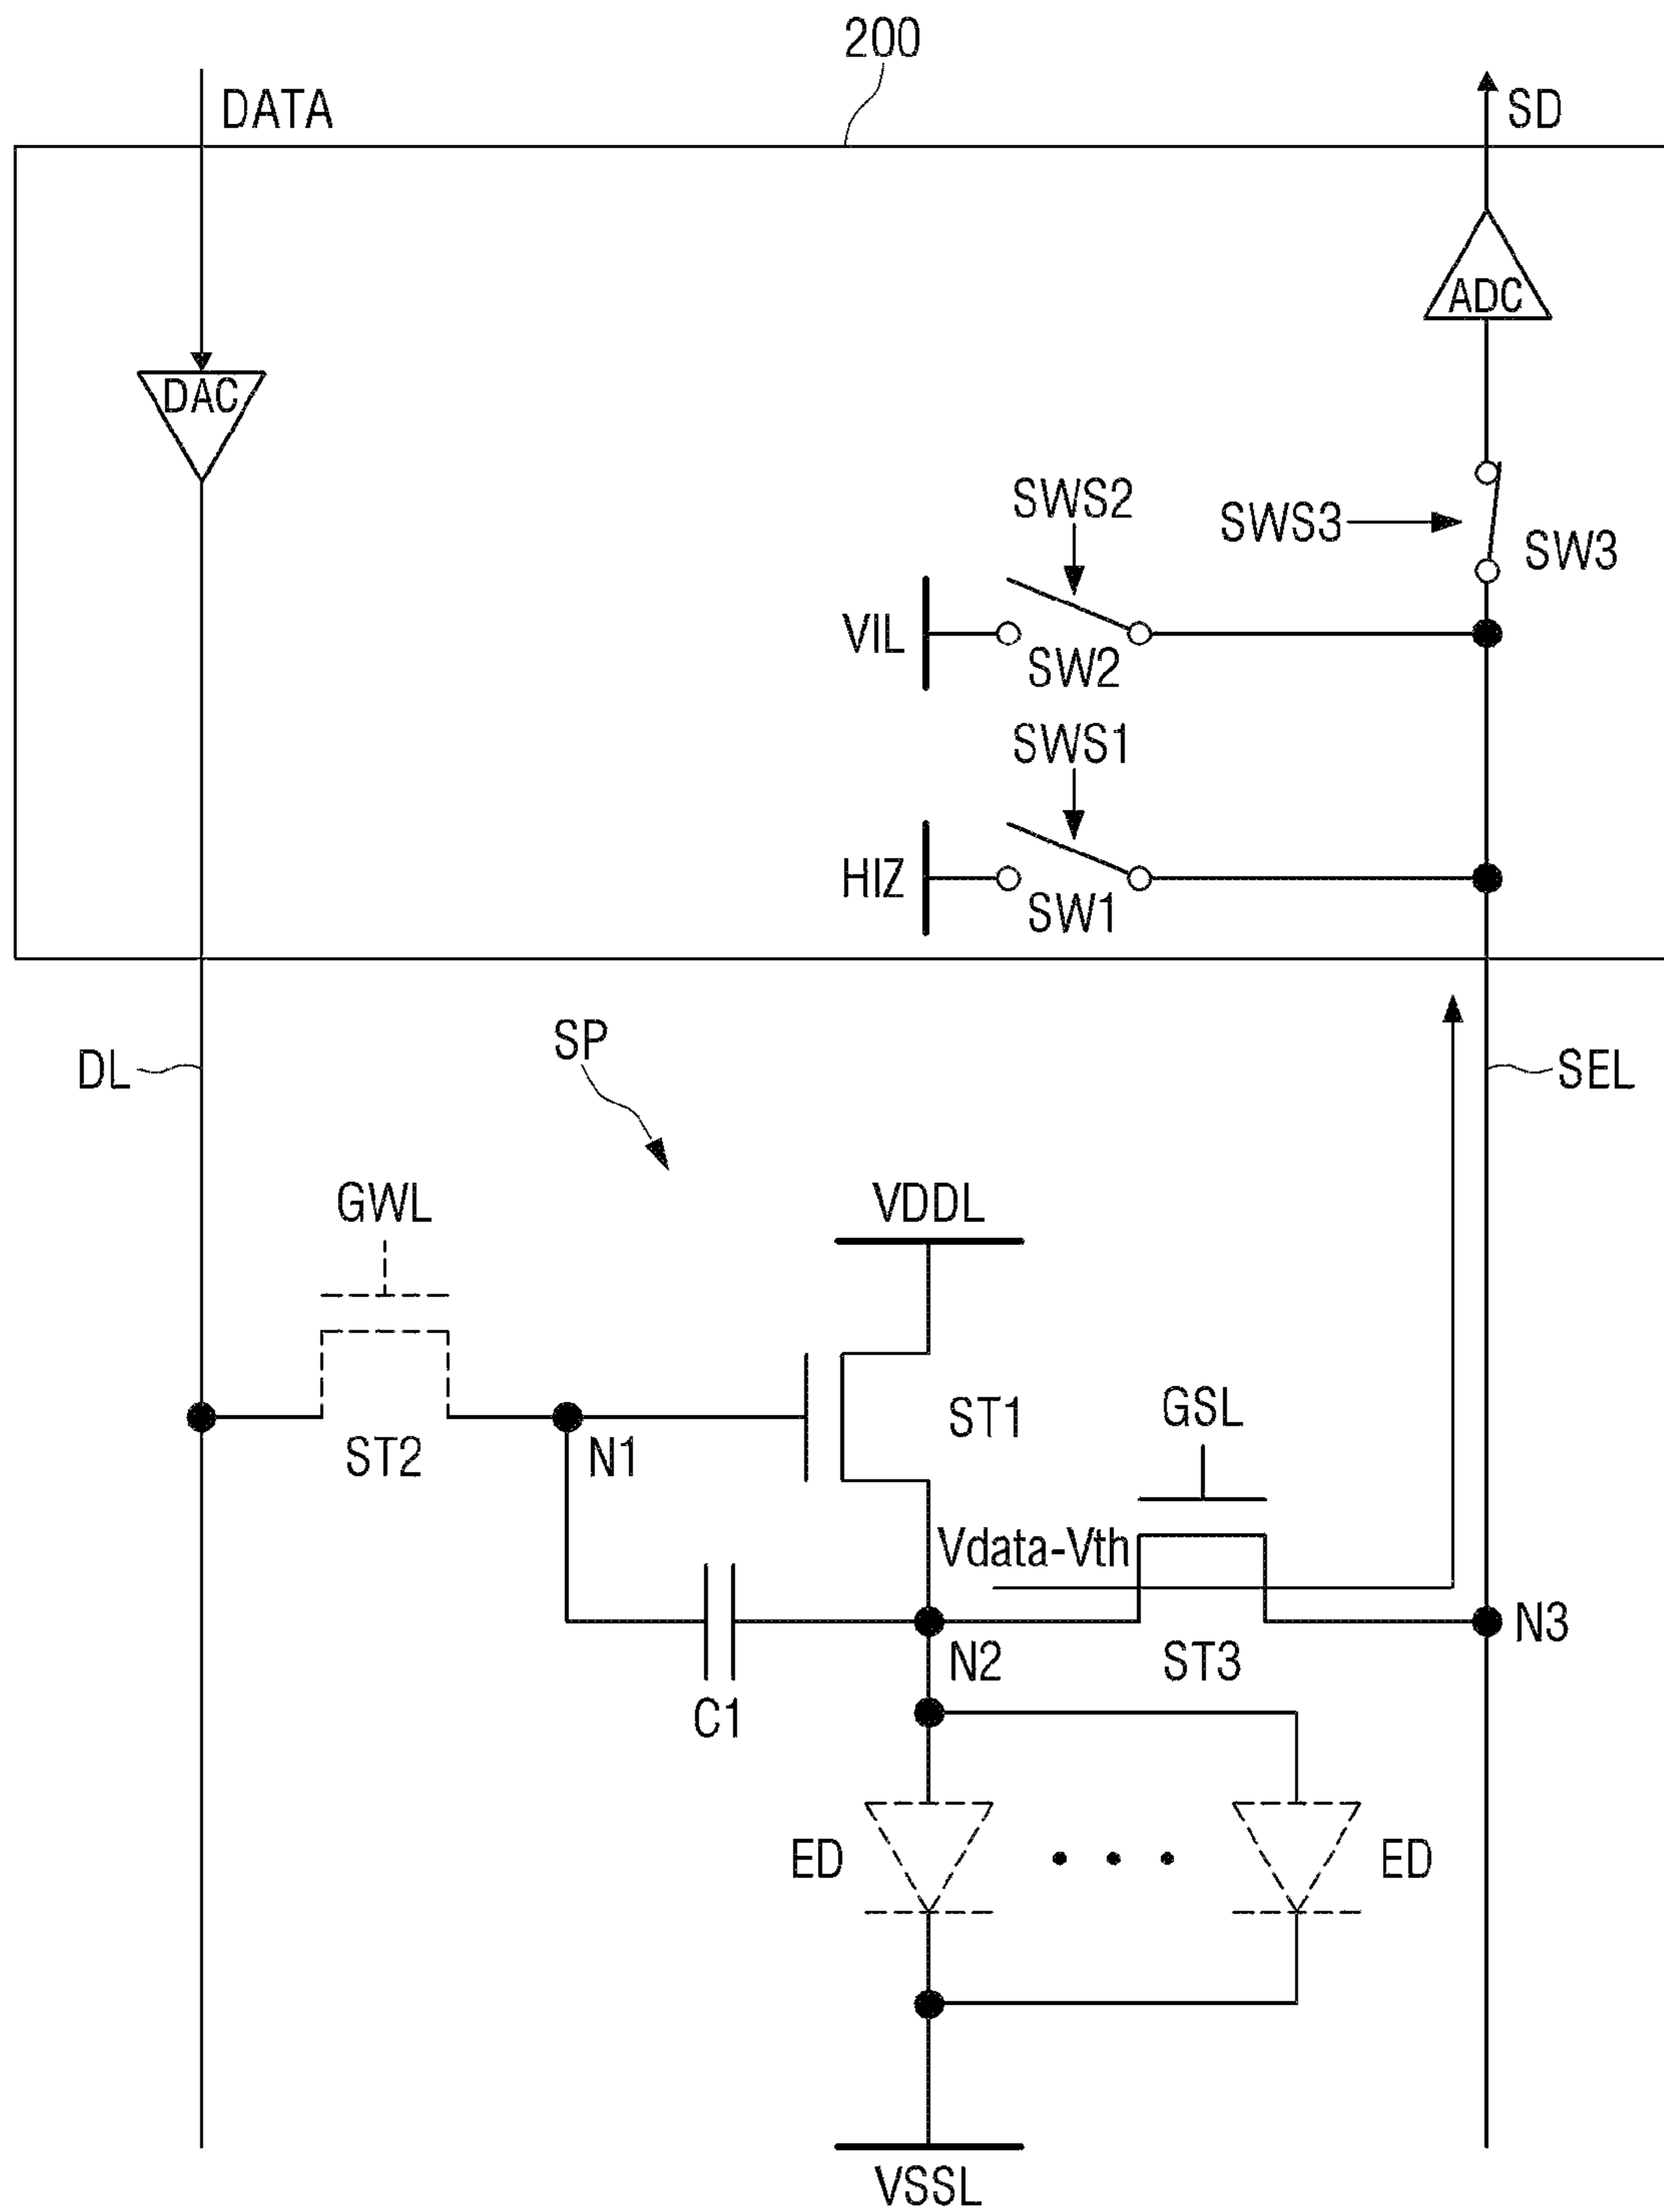 200
DATA
SD
ADC
DAC
SWS2
SWS3
SW3
VIL
SW2
SWS1
HIZ
SW1
SP
DL
SEL
GWL
VDDL
GSL
ST1
ST2
N1
Vdata-Vth
N3
N2
ST3
C1
ED
ED
VSSL